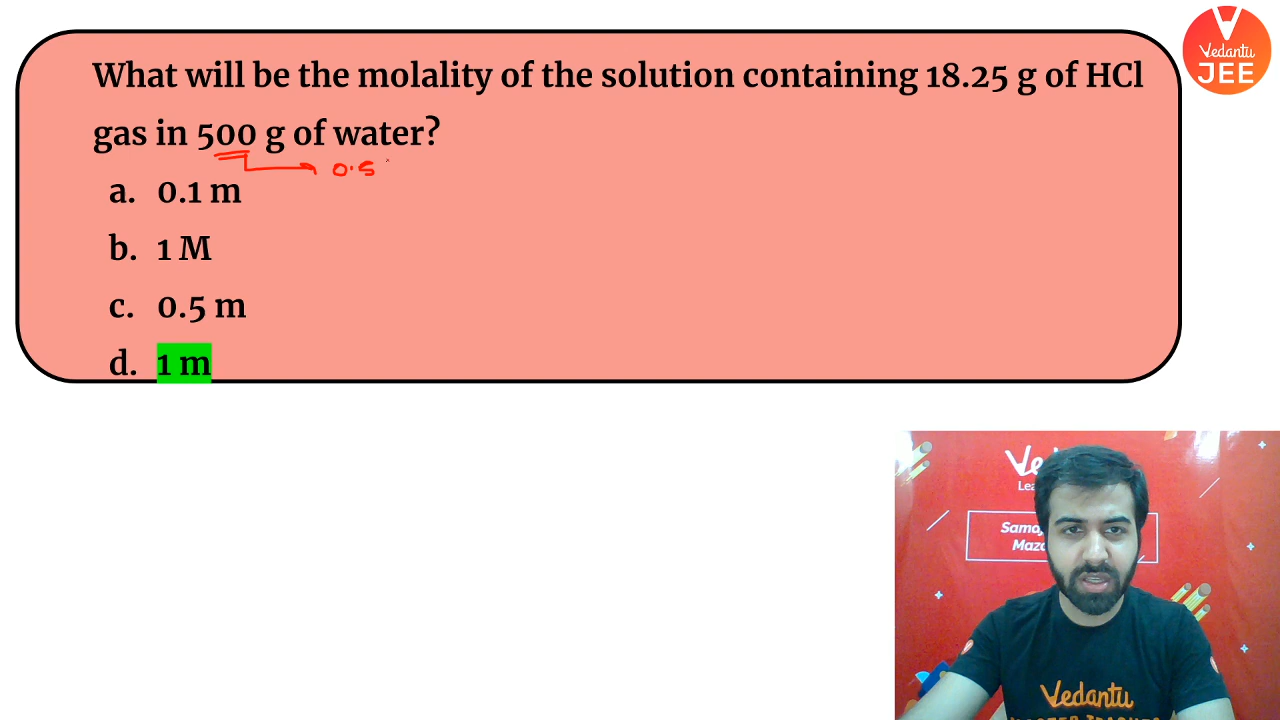 What will be the molality of the solution containing 18.25 g of HCl
gas in 500 g of water?
0.5
a. 0.1 m
b. 1 M
c. 0.5 m
d. 1 m
Vedantu
JEE
Vedantu